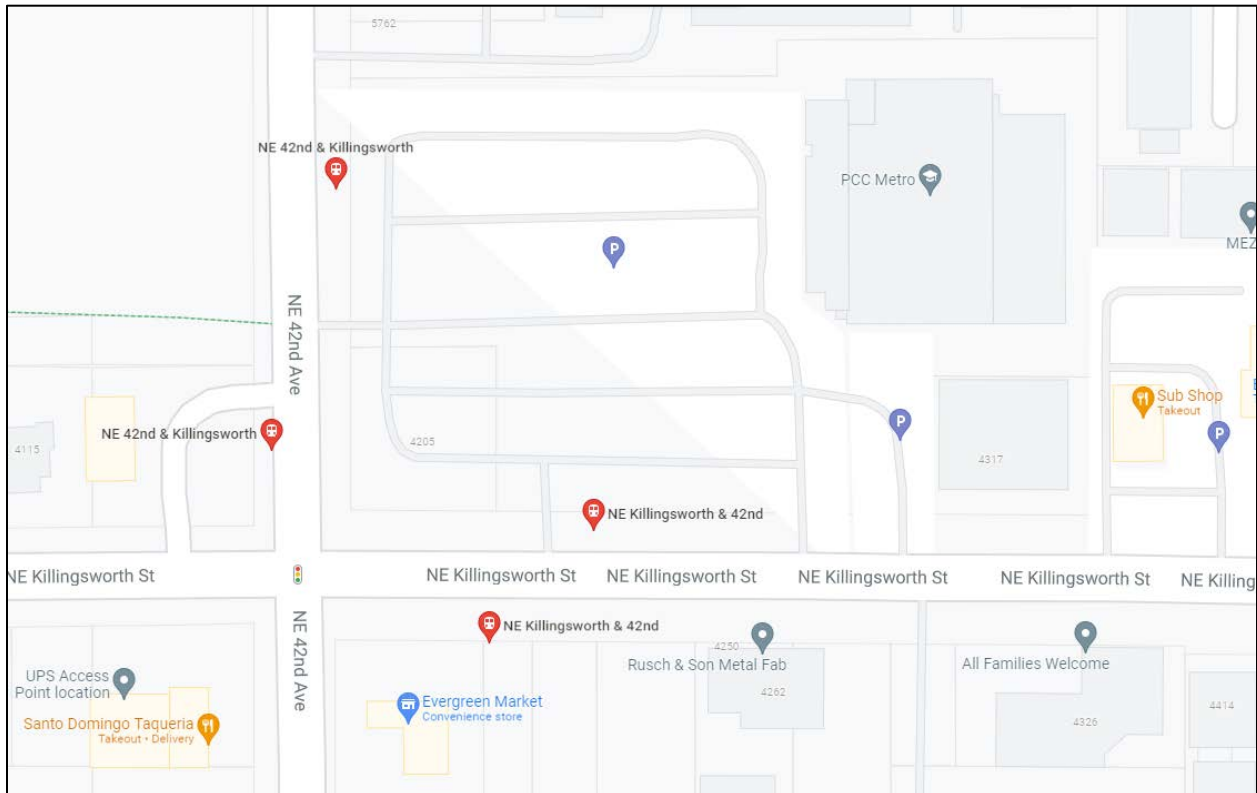 5762
NE 42nd & Killingsworth
PCC Metro
P
MEZ
NE 42nd Ave
NE 42nd & Killingsworth
4115
4205
P
4317
Sub Shop
Takeout
P
NE Killingsworth & 42nd
NE Killingsworth St
NE Killingsworth St
NE Killingsworth St
NE Killingsworth St
NE Killingsworth St
NE Killing
NE 42nd Ave
NE Killingsworth & 42nd
4250
Rusch & Son Metal Fab
4262
All Families Welcome
UPS Access
Point location
Santo Domingo Taqueria
Takeout • Delivery
Evergreen Market
Convenience store
4326
4414